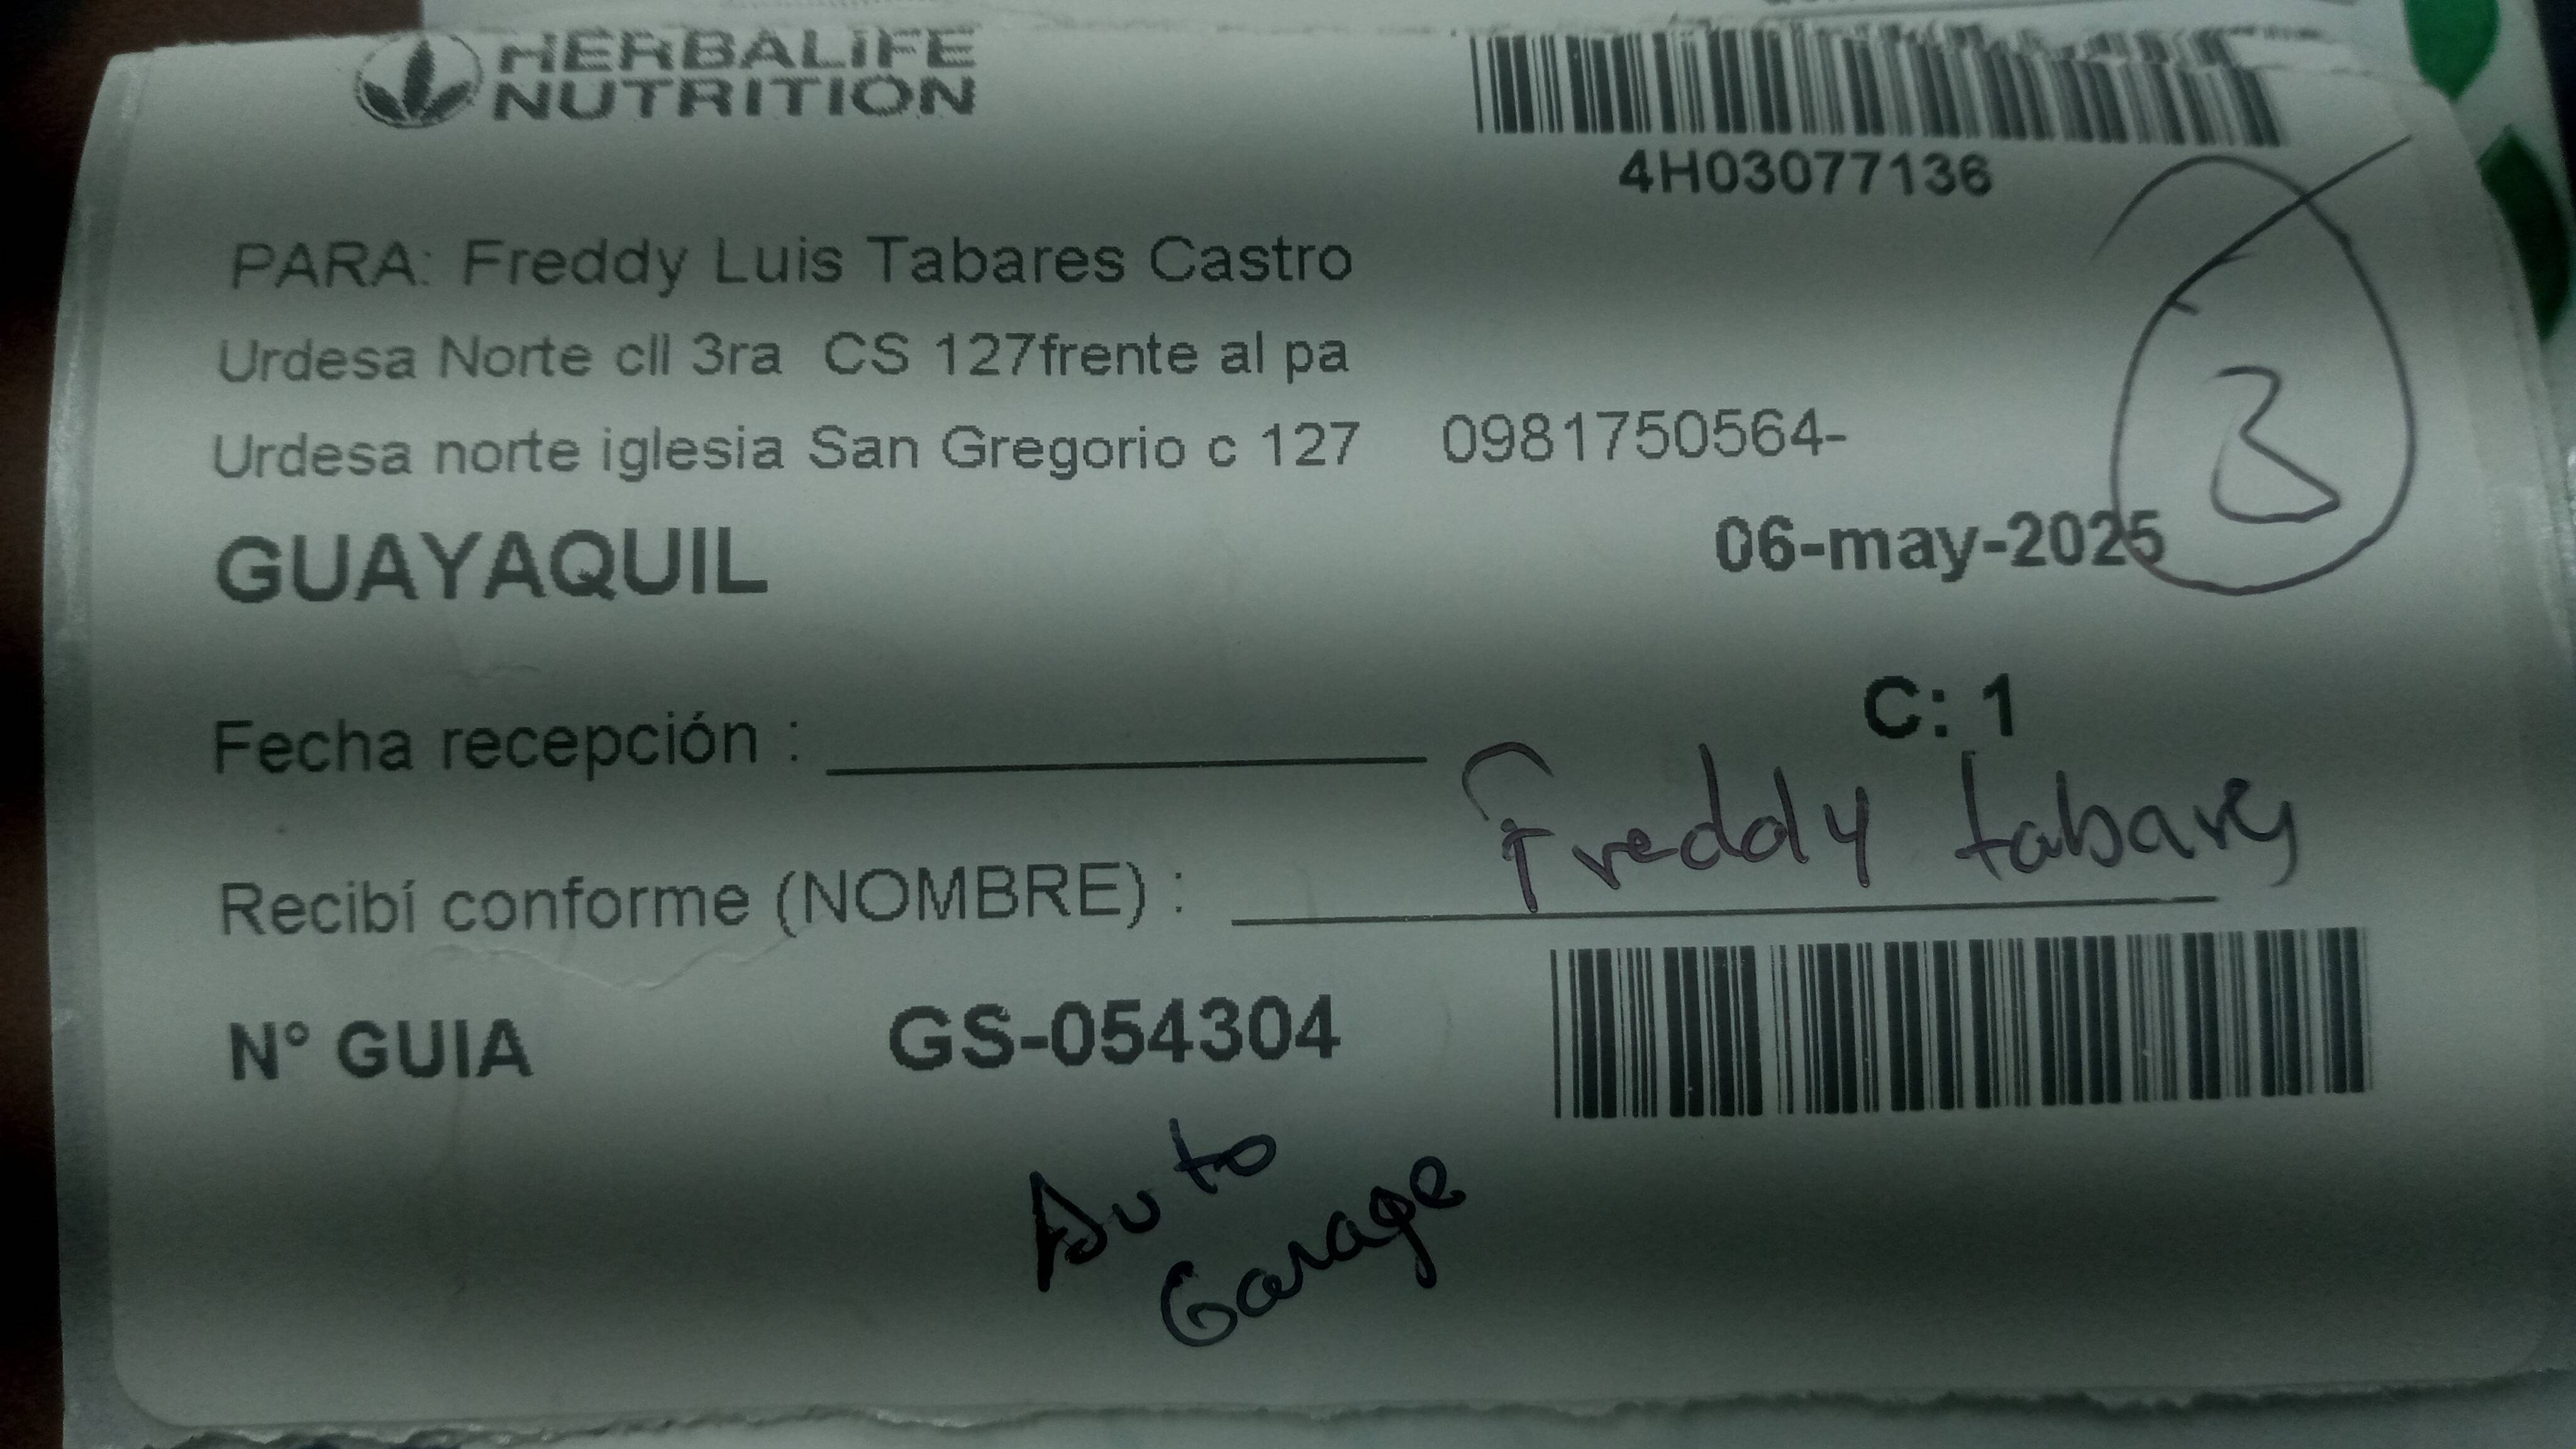 HERBALIFE
NUTRITION
4H03077136
PARA: Freddy Luis Tabares Castro
Urdesa Norte cll 3ra CS 127frente al pa
Urdesa norte iglesia San Gregorio c 127 0981750564-
GUAYAQUIL 06-may-2025
C: 1
Fecha recepción :
Recibí conforme (NOMBRE) : Freddy tabares
N° GUIA GS-054304
Auto
Garage